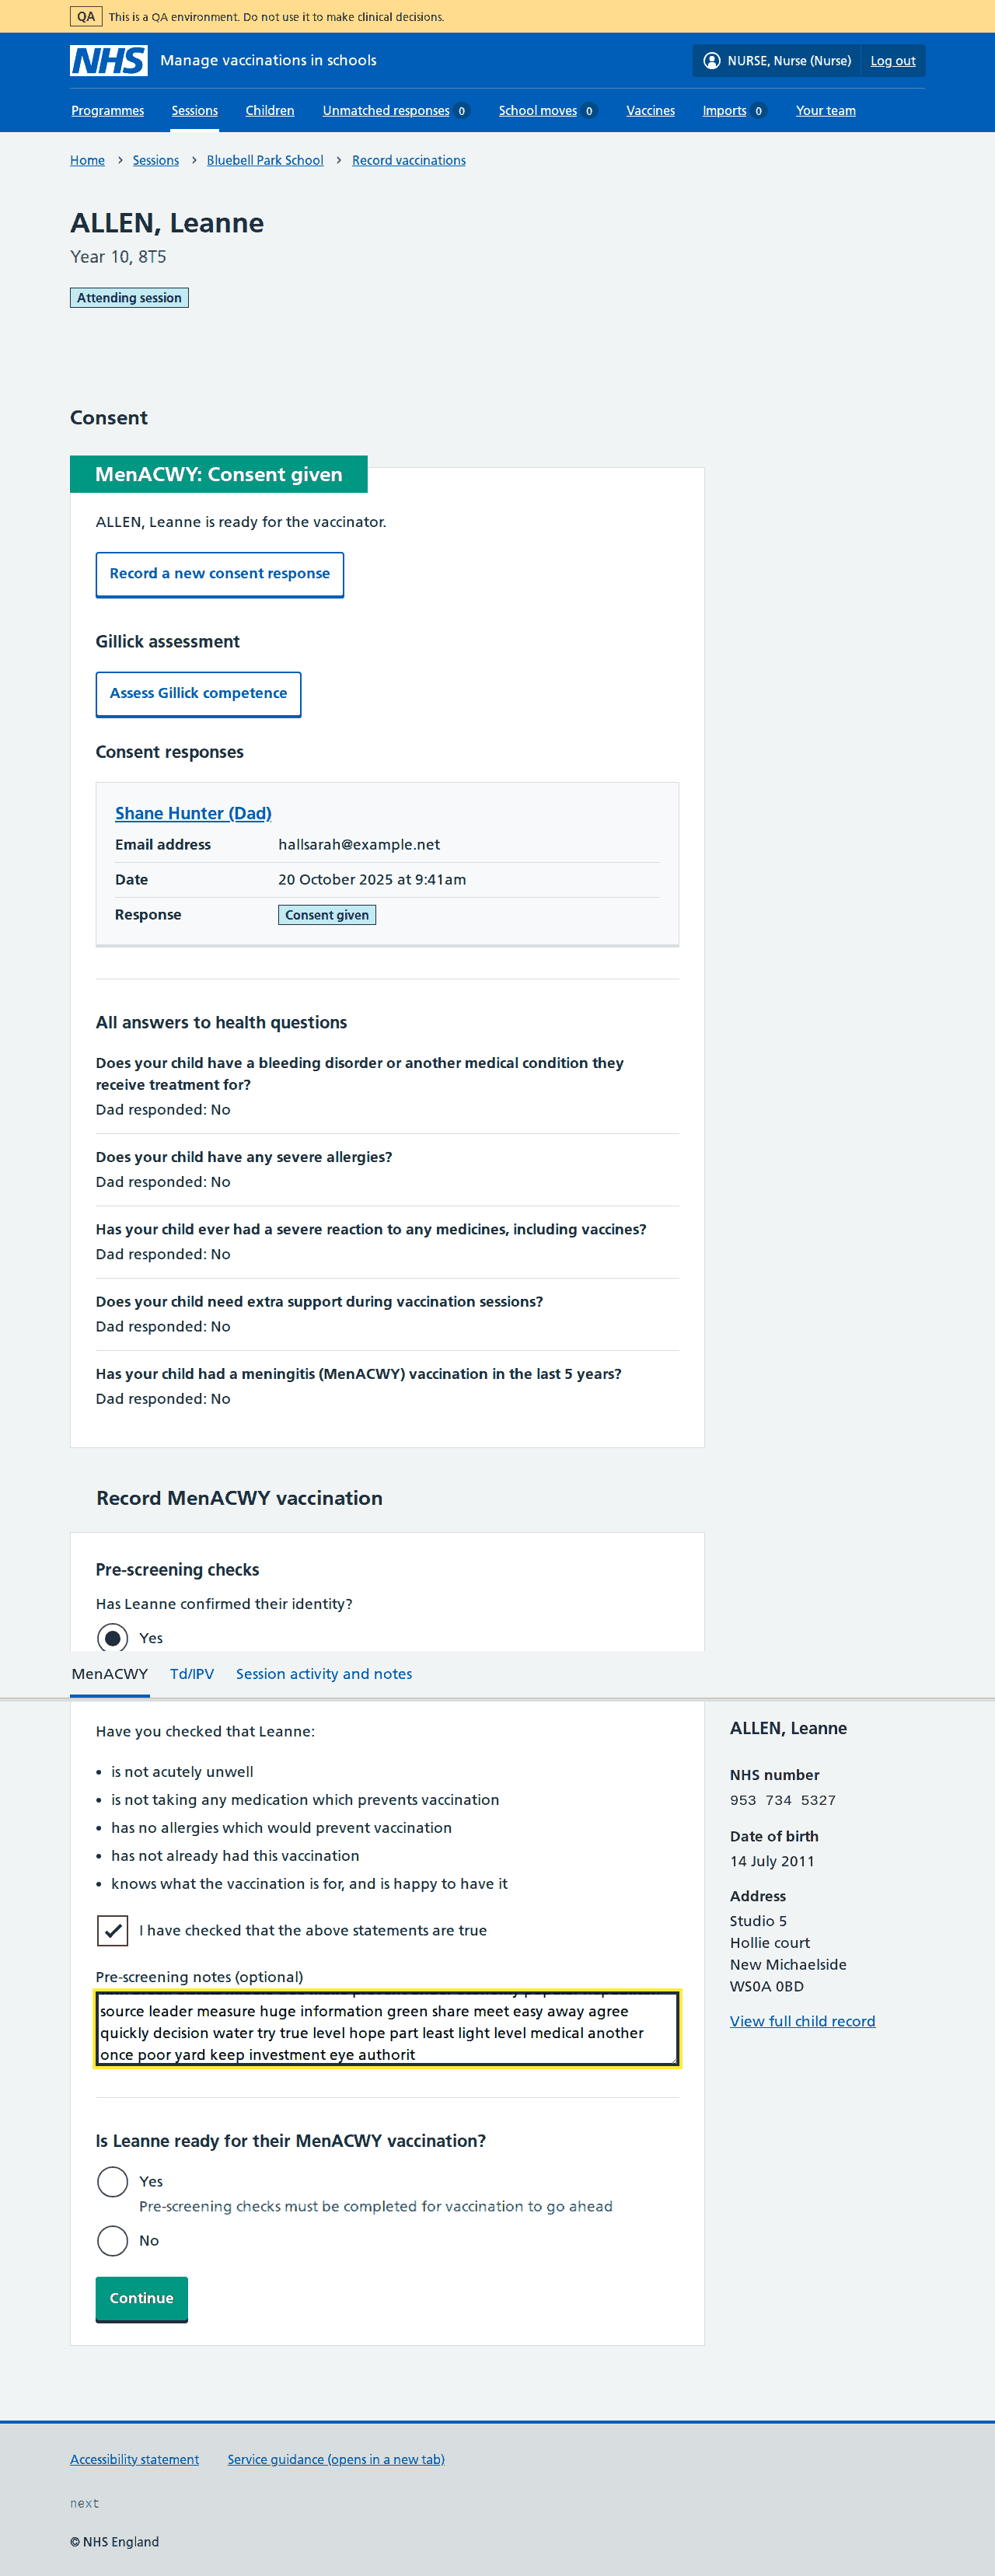 QA This is a QA environment. Do not use it to make clinical decisions.
NHS Manage vaccinations in schools NURSE, Nurse (Nurse) Log out
Programmes Sessions Children Unmatched responses 0 School moves 0 Vaccines Imports 0 Your team
Home › Sessions › Bluebell Park School › Record vaccinations
ALLEN, Leanne
Year 10, 8T5
Attending session
Consent
MenACWY: Consent given
ALLEN, Leanne is ready for the vaccinator.
Record a new consent response
Gillick assessment
Assess Gillick competence
Consent responses
Shane Hunter (Dad)
Email address hallsarah@example.net
Date 20 October 2025 at 9:41am
Response Consent given
All answers to health questions
Does your child have a bleeding disorder or another medical condition they
receive treatment for?
Dad responded: No
Does your child have any severe allergies?
Dad responded: No
Has your child ever had a severe reaction to any medicines, including vaccines?
Dad responded: No
Does your child need extra support during vaccination sessions?
Dad responded: No
Has your child had a meningitis (MenACWY) vaccination in the last 5 years?
Dad responded: No
Record MenACWY vaccination
Pre-screening checks
Has Leanne confirmed their identity?
Yes
MenACWY Td/IPV Session activity and notes
Have you checked that Leanne:
• is not acutely unwell
• is not taking any medication which prevents vaccination
• has no allergies which would prevent vaccination
• has not already had this vaccination
• knows what the vaccination is for, and is happy to have it
I have checked that the above statements are true
Pre-screening notes (optional)
source leader measure huge information green share meet easy away agree
quickly decision water try true level hope part least light level medical another
once poor yard keep investment eye authorit
Is Leanne ready for their MenACWY vaccination?
Yes
Pre-screening checks must be completed for vaccination to go ahead
No
Continue
ALLEN, Leanne
NHS number
953 734 5327
Date of birth
14 July 2011
Address
Studio 5
Hollie court
New Michaelside
WS0A 0BD
View full child record
Accessibility statement Service guidance (opens in a new tab)
next
© NHS England